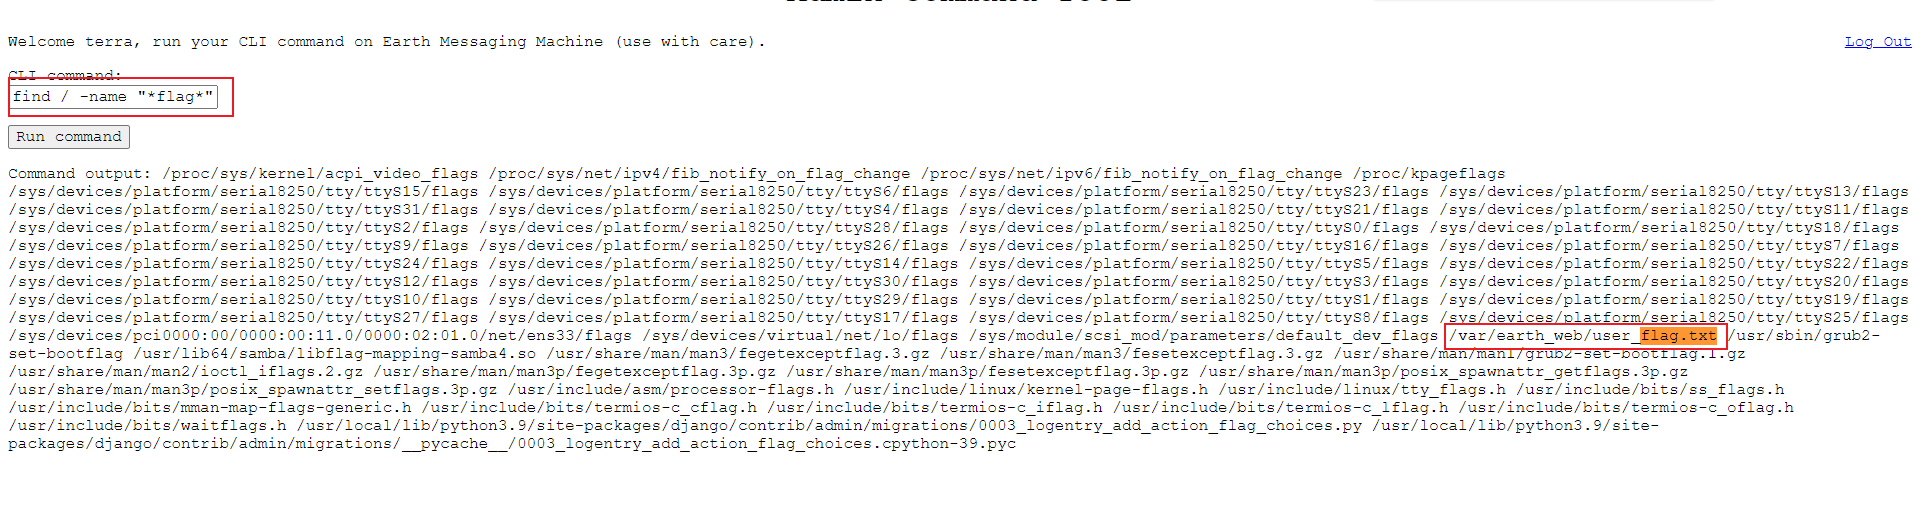 Welcome terra, run your CLI command on Earth Messaging Machine (use with care).
Log Out
CLI command:
find / -name "*flag*"
Run command
Command output: /proc/sys/kernel/acpi_video_flags /proc/sys/net/ipv4/fib_notify_on_flag_change /proc/sys/net/ipv6/fib_notify_on_flag_change /proc/kpageflags
/sys/devices/platform/serial8250/tty/ttyS15/flags /sys/devices/platform/serial8250/tty/ttyS6/flags /sys/devices/platform/serial8250/tty/ttyS23/flags /sys/devices/platform/serial8250/tty/ttyS13/flags
/sys/devices/platform/serial8250/tty/ttyS31/flags /sys/devices/platform/serial8250/tty/ttyS4/flags /sys/devices/platform/serial8250/tty/ttyS21/flags /sys/devices/platform/serial8250/tty/ttyS11/flags
/sys/devices/platform/serial8250/tty/ttyS2/flags /sys/devices/platform/serial8250/tty/ttyS28/flags /sys/devices/platform/serial8250/tty/ttyS0/flags /sys/devices/platform/serial8250/tty/ttyS18/flags
/sys/devices/platform/serial8250/tty/ttyS9/flags /sys/devices/platform/serial8250/tty/ttyS26/flags /sys/devices/platform/serial8250/tty/ttyS16/flags /sys/devices/platform/serial8250/tty/ttyS7/flags
/sys/devices/platform/serial8250/tty/ttyS24/flags /sys/devices/platform/serial8250/tty/ttyS14/flags /sys/devices/platform/serial8250/tty/ttyS5/flags /sys/devices/platform/serial8250/tty/ttyS22/flags
/sys/devices/platform/serial8250/tty/ttyS12/flags /sys/devices/platform/serial8250/tty/ttyS30/flags /sys/devices/platform/serial8250/tty/ttyS3/flags /sys/devices/platform/serial8250/tty/ttyS20/flags
/sys/devices/platform/serial8250/tty/ttyS10/flags /sys/devices/platform/serial8250/tty/ttyS29/flags /sys/devices/platform/serial8250/tty/ttyS1/flags /sys/devices/platform/serial8250/tty/ttyS19/flags
/sys/devices/platform/serial8250/tty/ttyS27/flags /sys/devices/platform/serial8250/tty/ttyS17/flags /sys/devices/platform/serial8250/tty/ttyS8/flags /sys/devices/platform/serial8250/tty/ttyS25/flags
/sys/devices/pci0000:00/0000:00:11.0/0000:02:01.0/net/ens33/flags /sys/devices/virtual/net/lo/flags /sys/module/scsi_mod/parameters/default_dev_flags /var/earth_web/user_flag.txt /usr/sbin/grub2-
set-bootflag /usr/lib64/samba/libflag-mapping-samba4.so /usr/share/man/man3/fegetexceptflag.3.gz /usr/share/man/man3/fesetexceptflag.3.gz /usr/share/man/man1/grub2-set-bootflag.1.gz
/usr/share/man/man2/ioctl_iflags.2.gz /usr/share/man/man3p/fegetexceptflag.3p.gz /usr/share/man/man3p/fesetexceptflag.3p.gz /usr/share/man/man3p/posix_spawnattr_getflags.3p.gz
/usr/share/man/man3p/posix_spawnattr_setflags.3p.gz /usr/include/asm/processor-flags.h /usr/include/linux/kernel-page-flags.h /usr/include/linux/tty_flags.h /usr/include/bits/ss_flags.h
/usr/include/bits/mman-map-flags-generic.h /usr/include/bits/termios-c_cflag.h /usr/include/bits/termios-c_iflag.h /usr/include/bits/termios-c_lflag.h /usr/include/bits/termios-c_oflag.h
/usr/include/bits/waitflags.h /usr/local/lib/python3.9/site-packages/django/contrib/admin/migrations/0003_logentry_add_action_flag_choices.py /usr/local/lib/python3.9/site-
packages/django/contrib/admin/migrations/__pycache__/0003_logentry_add_action_flag_choices.cpython-39.pyc